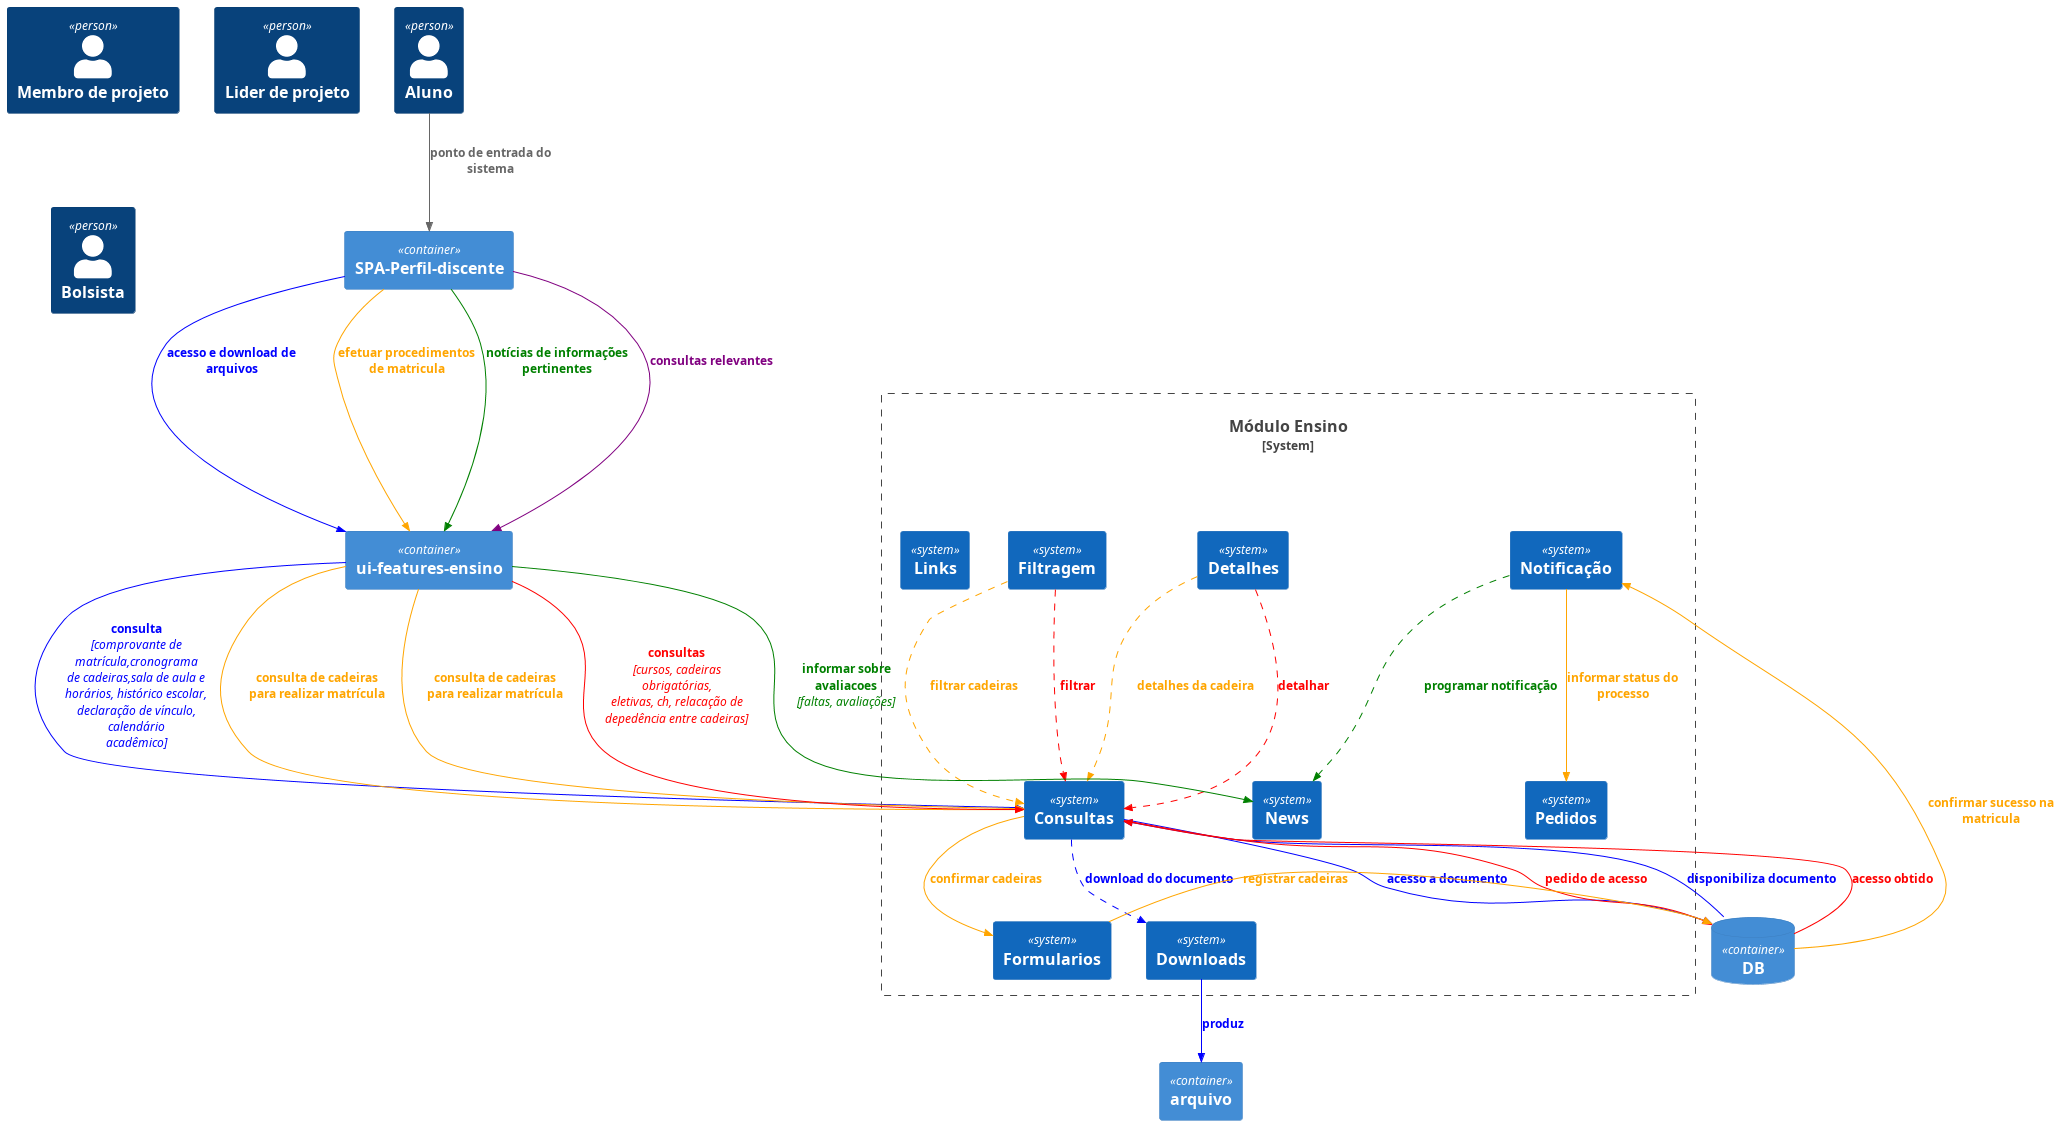 «person»
Membro de projeto
«person»
Lider de projeto
«person»
Aluno
ponto de entrada do
sistema
«person»
Bolsista
«container»
SPA-Perfil-discente
acesso e download de
arquivos
efetuar procedimentos
de matricula
notícias de informações
pertinentes
consultas relevantes
Módulo Ensino
[System]
«container»
ui-features-ensino
«system»
Links
«system»
Filtragem
«system»
Detalhes
«system»
Notificação
consulta
[comprovante de
matrícula,cronograma
de cadeiras,sala de aula e
horários, histórico escolar,
declaração de vínculo,
calendário
acadêmico]
consulta de cadeiras
para realizar matrícula
consulta de cadeiras
para realizar matrícula
consultas
[cursos, cadeiras
obrigatórias,
eletivas, ch, relacação de
depedência entre cadeiras]
informar sobre
avaliacoes
[faltas, avaliações]
filtrar cadeiras
filtrar
detalhes da cadeira
detalhar
programar notificação
informar status do
processo
«system»
Consultas
«system»
News
«system»
Pedidos
confirmar sucesso na
matricula
confirmar cadeiras
download do documento
registrar cadeiras
acesso a documento
pedido de acesso
disponibiliza documento
acesso obtido
«system»
Formularios
«system»
Downloads
«container»
DB
produz
«container»
arquivo